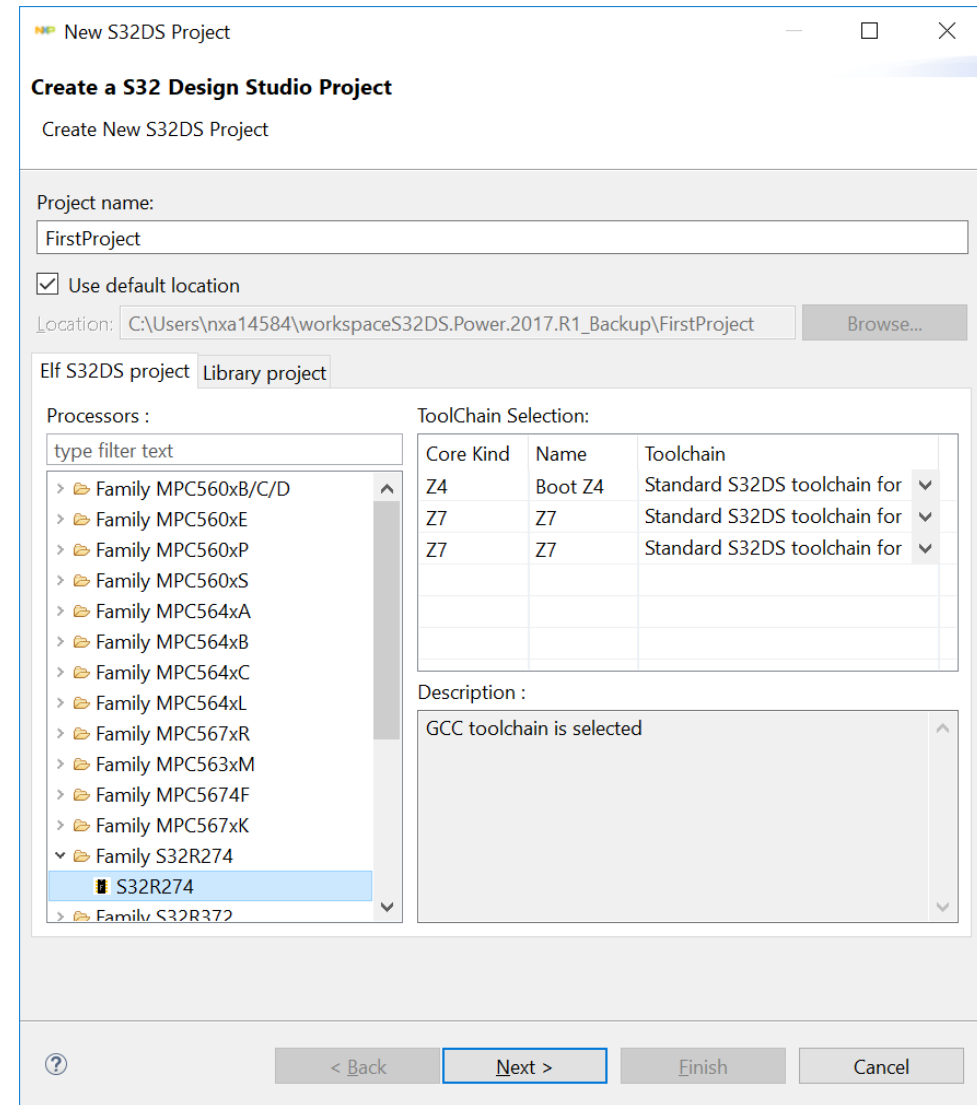 NXP New S32DS Project
Create a S32 Design Studio Project
Create New S32DS Project
Project name:
FirstProject
Use default location
Location: C:\Users\nxa14584\workspaceS32DS.Power.2017.R1_Backup\FirstProject Browse...
Elf S32DS project Library project
Processors :
type filter text
Family MPC560xB/C/D
Family MPC560xE
Family MPC560xP
Family MPC560xS
Family MPC564xA
Family MPC564xB
Family MPC564xC
Family MPC564xL
Family MPC567xR
Family MPC563xM
Family MPC5674F
Family MPC567xK
Family S32R274
S32R274
Family S32R372
ToolChain Selection:
Core Kind Name Toolchain
Z4 Boot Z4 Standard S32DS toolchain for
Z7 Z7 Standard S32DS toolchain for
Z7 Z7 Standard S32DS toolchain for
Description :
GCC toolchain is selected
? < Back Next > Finish Cancel